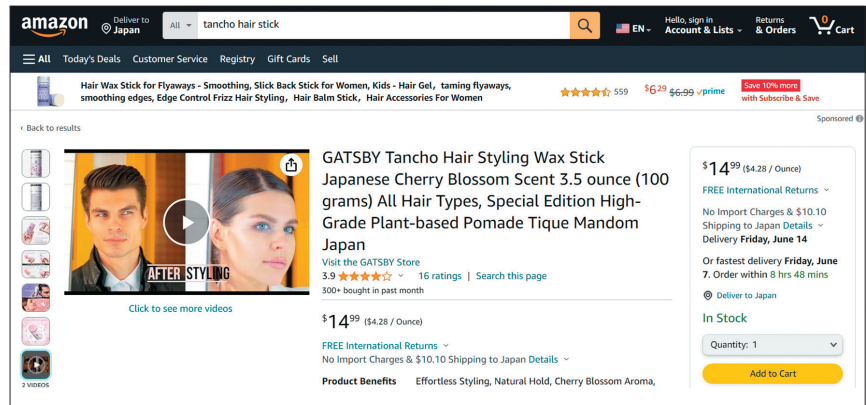 amazon
Deliver to
Japan
All
tancho hair stick
EN
Hello, sign in
Account & Lists
Returns
& Orders
0
Cart
All Today's Deals Customer Service Registry Gift Cards Sell
Hair Wax Stick for Flyaways - Smoothing, Slick Back Stick for Women, Kids - Hair Gel, taming flyaways,
smoothing edges, Edge Control Frizz Hair Styling, Hair Balm Stick, Hair Accessories For Women
559
$6.29 $6.99 prime
Save 10% more
with Subscribe & Save
Sponsored
‹ Back to results
AFTER STYLING
Click to see more videos
2 VIDEOS
GATSBY Tancho Hair Styling Wax Stick
Japanese Cherry Blossom Scent 3.5 ounce (100
grams) All Hair Types, Special Edition High-
Grade Plant-based Pomade Tique Mandom
Japan
Visit the GATSBY Store
3.9 16 ratings | Search this page
300+ bought in past month
$14.99 ($4.28 / Ounce)
FREE International Returns
No Import Charges & $10.10 Shipping to Japan Details
Product Benefits Effortless Styling, Natural Hold, Cherry Blossom Aroma,
$14.99 ($4.28 / Ounce)
FREE International Returns
No Import Charges & $10.10
Shipping to Japan Details
Delivery Friday, June 14
Or fastest delivery Friday, June
7. Order within 8 hrs 48 mins
Deliver to Japan
In Stock
Quantity: 1
Add to Cart